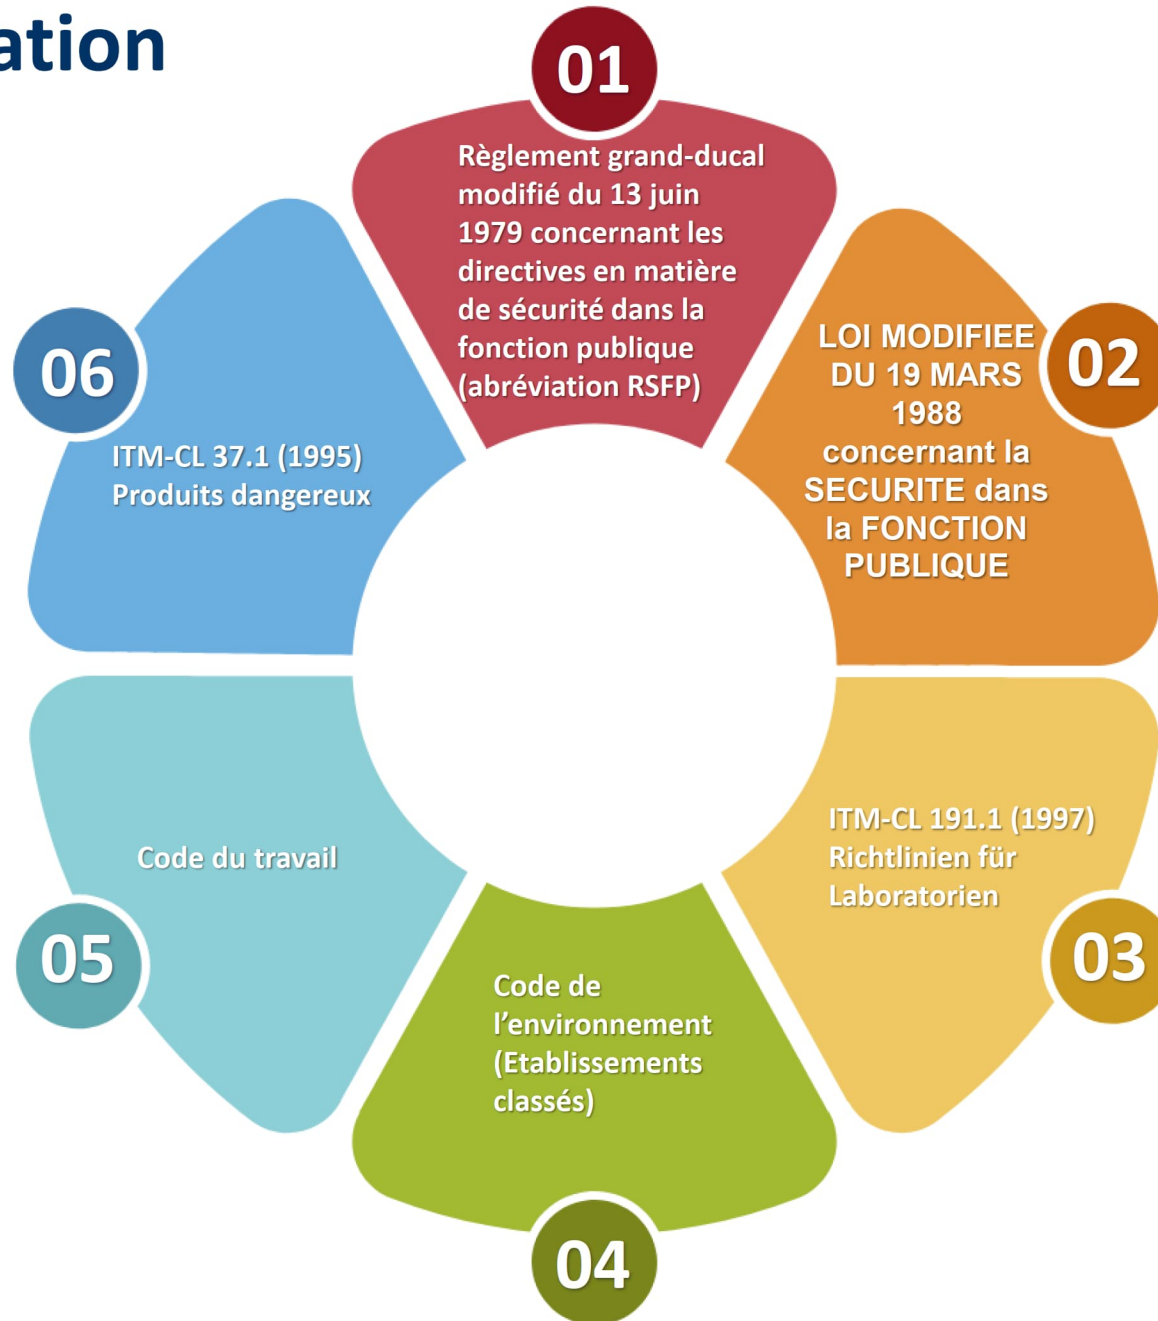 ation
01
Règlement grand-ducal
modifié du 13 juin
1979 concernant les
directives en matière
de sécurité dans la
fonction publique
(abréviation RSFP)
02
LOI MODIFIEE
DU 19 MARS
1988
concernant la
SECURITE dans
la FONCTION
PUBLIQUE
03
ITM-CL 191.1 (1997)
Richtlinien für
Laboratorien
04
Code de
l’environnement
(Etablissements
classés)
05
Code du travail
06
ITM-CL 37.1 (1995)
Produits dangereux